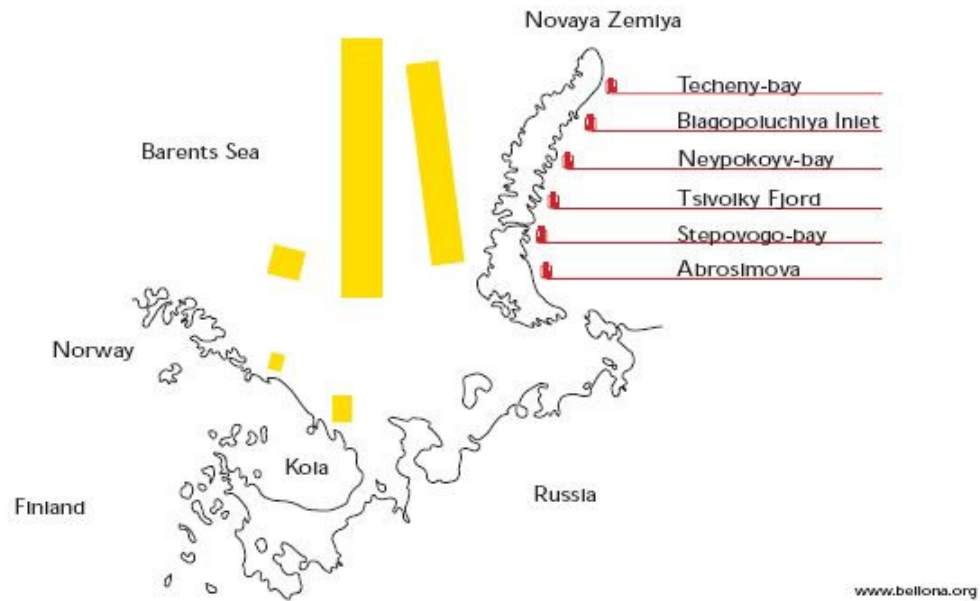 Novaya Zemiya
Techeny-bay
Blagopoluchiya Inlet
Barents Sea
Neypokoyv-bay
Tsivolky Fjord
Stepovogo-bay
Abrosimova
Norway
Kola
Russia
Finland
www.bellona.org